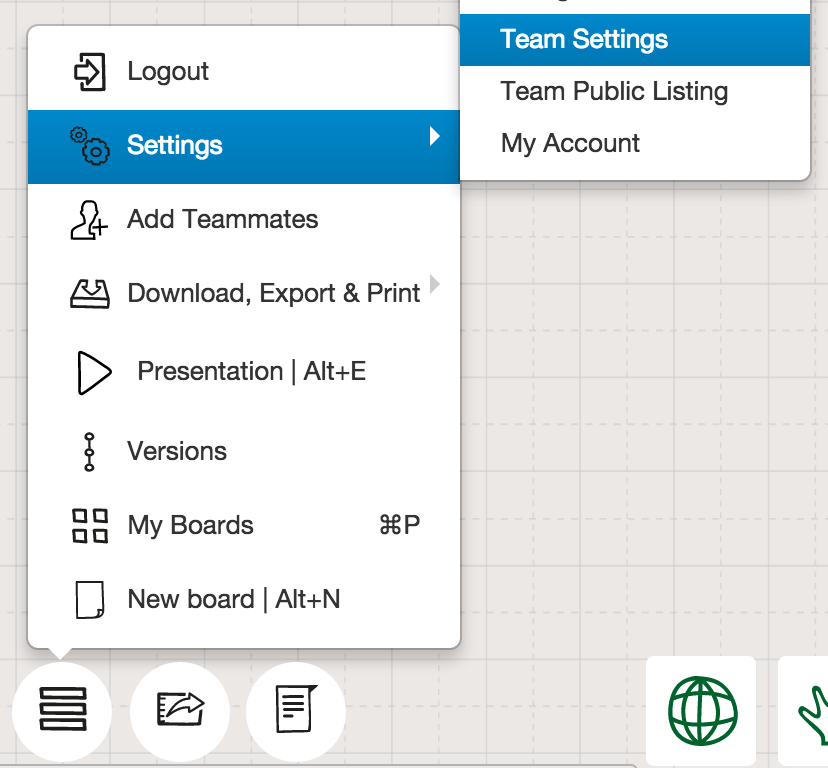 Team Settings
Team Public Listing
My Account
Logout
Settings
Add Teammates
Download, Export & Print
Presentation | Alt+E
Versions
My Boards ⌘P
New board | Alt+N